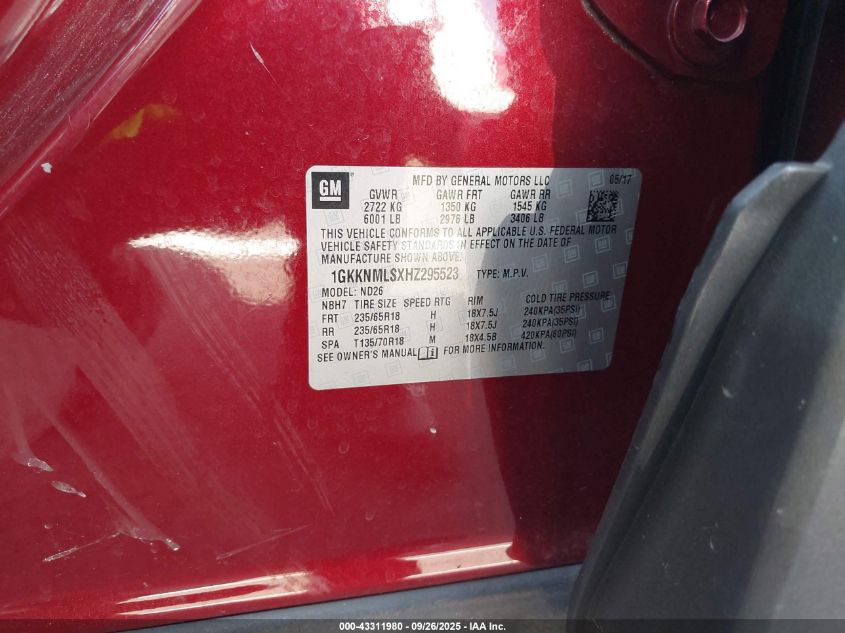 GM
MFD BY GENERAL MOTORS LLC 05/17
GVWR GAWR FRT GAWR RR
2722 KG 1350 KG 1545 KG
6001 LB 2976 LB 3406 LB
THIS VEHICLE CONFORMS TO ALL APPLICABLE U.S. FEDERAL MOTOR
VEHICLE SAFETY STANDARDS IN EFFECT ON THE DATE OF
MANUFACTURE SHOWN ABOVE.
1GKKNMLSXHZ295523 TYPE: M.P.V.
MODEL: ND26
NBH7 TIRE SIZE SPEED RTG RIM COLD TIRE PRESSURE
FRT 235/65R18 H 18X7.5J 240KPA(35PSI)
RR 235/65R18 H 18X7.5J 240KPA(35PSI)
SPA T135/70R18 M 18X4.5B 420KPA(60PSI)
SEE OWNER'S MANUAL FOR MORE INFORMATION.
000-43311980 - 09/26/2025 - IAA Inc.